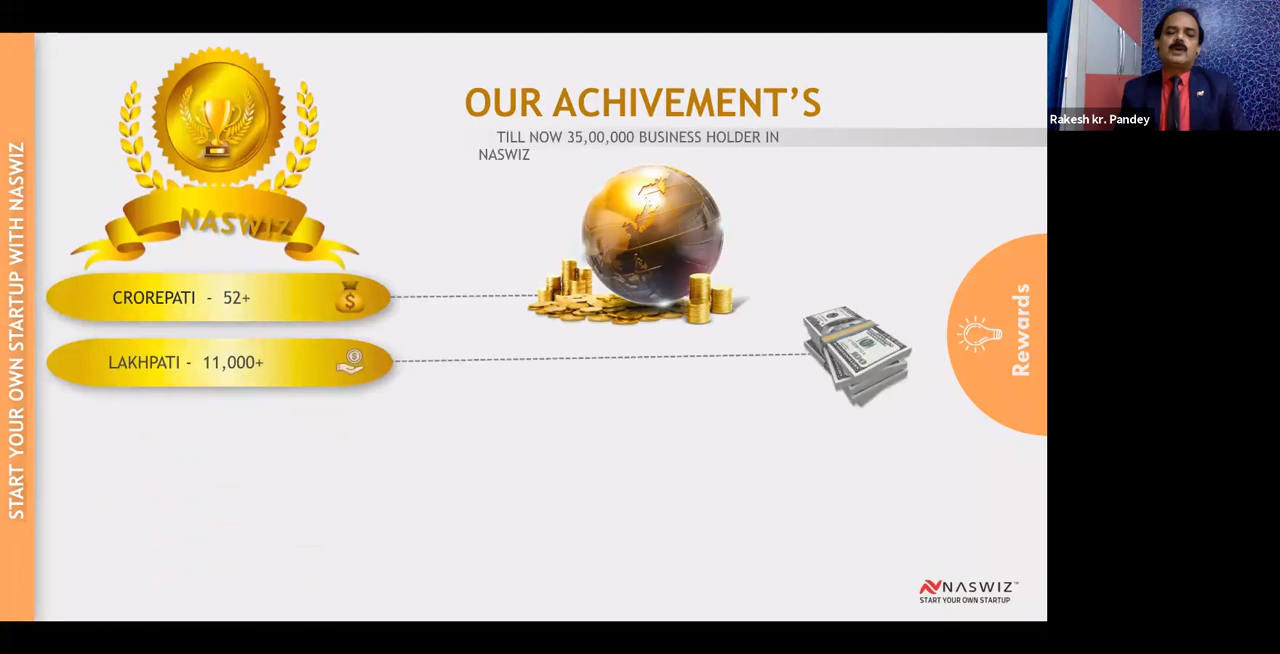 START YOUR OWN STARTUP WITH NASWIZ
NASWIZ
OUR ACHIVEMENT’S
TILL NOW 35,00,000 BUSINESS HOLDER IN
NASWIZ
CROREPATI - 52+
LAKHPATI - 11,000+
Rewards
NASWIZ™
START YOUR OWN STARTUP
Rakesh kr. Pandey